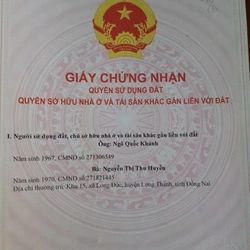 GIẤY CHỨNG NHẬN
QUYỀN SỬ DỤNG ĐẤT
QUYỀN SỞ HỮU NHÀ Ở VÀ TÀI SẢN KHÁC GẮN LIỀN VỚI ĐẤT
I. Người sử dụng đất, chủ sở hữu nhà ở và tài sản khác gắn liền với đất
Ông: Ngô Quốc Khánh
Năm sinh 1967, CMND số 271306549
Bà: Nguyễn Thị Thu Huyền
Năm sinh 1970, CMND số 271821445
Địa chỉ thường trú: Khu 15, xã Long Đức, huyện Long Thành, tỉnh Đồng Nai